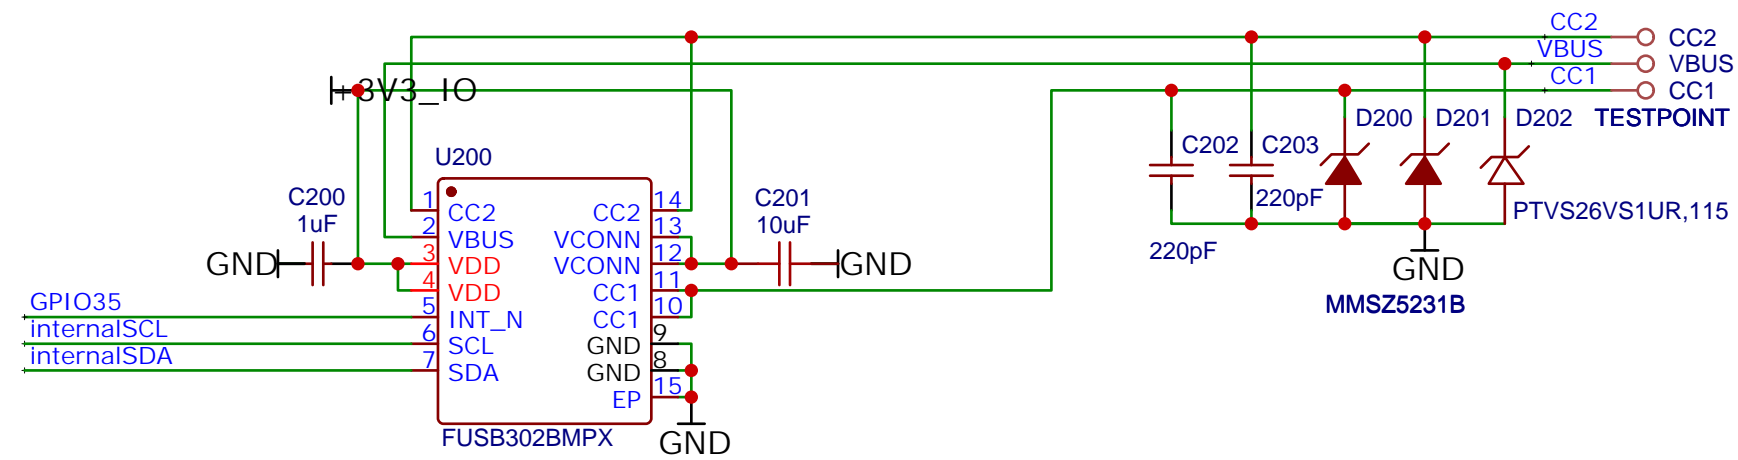 CC2
CC2
VBUS
VBUS
CC1
CC1
TESTPOINT
+3V3_IO
D200
D201
D202
C202
C203
220pF
220pF
PTVS26VS1UR,115
GND
MMSZ5231B
U200
C200
1uF
GND
C201
10uF
GND
1
CC2
2
VBUS
3
VDD
4
VDD
5
INT_N
6
SCL
7
SDA
14
CC2
13
VCONN
12
VCONN
11
CC1
10
CC1
9
GND
8
GND
15
EP
GPIO35
internalSCL
internalSDA
FUSB302BMPX
GND